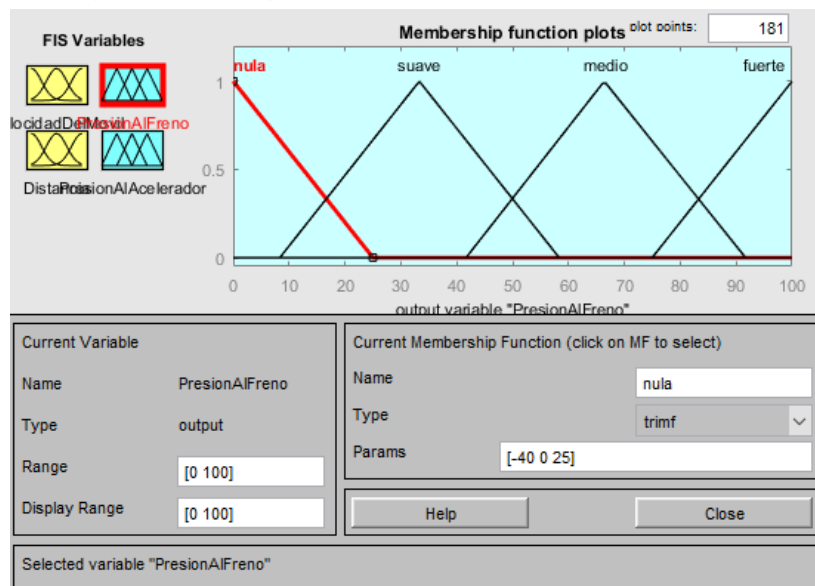 FIS Variables
Membership function plots
plot points:
181
PresionAlFreno
Distancia
PresionAlAcelerador
nula
suave
medio
fuerte
1
0.5
0
0 10 20 30 40 50 60 70 80 90 100
output variable "PresionAlFreno"
Current Variable
Name PresionAlFreno
Type output
Range [0 100]
Display Range [0 100]
Current Membership Function (click on MF to select)
Name nula
Type trimf
Params [-40 0 25]
Help Close
Selected variable "PresionAlFreno"